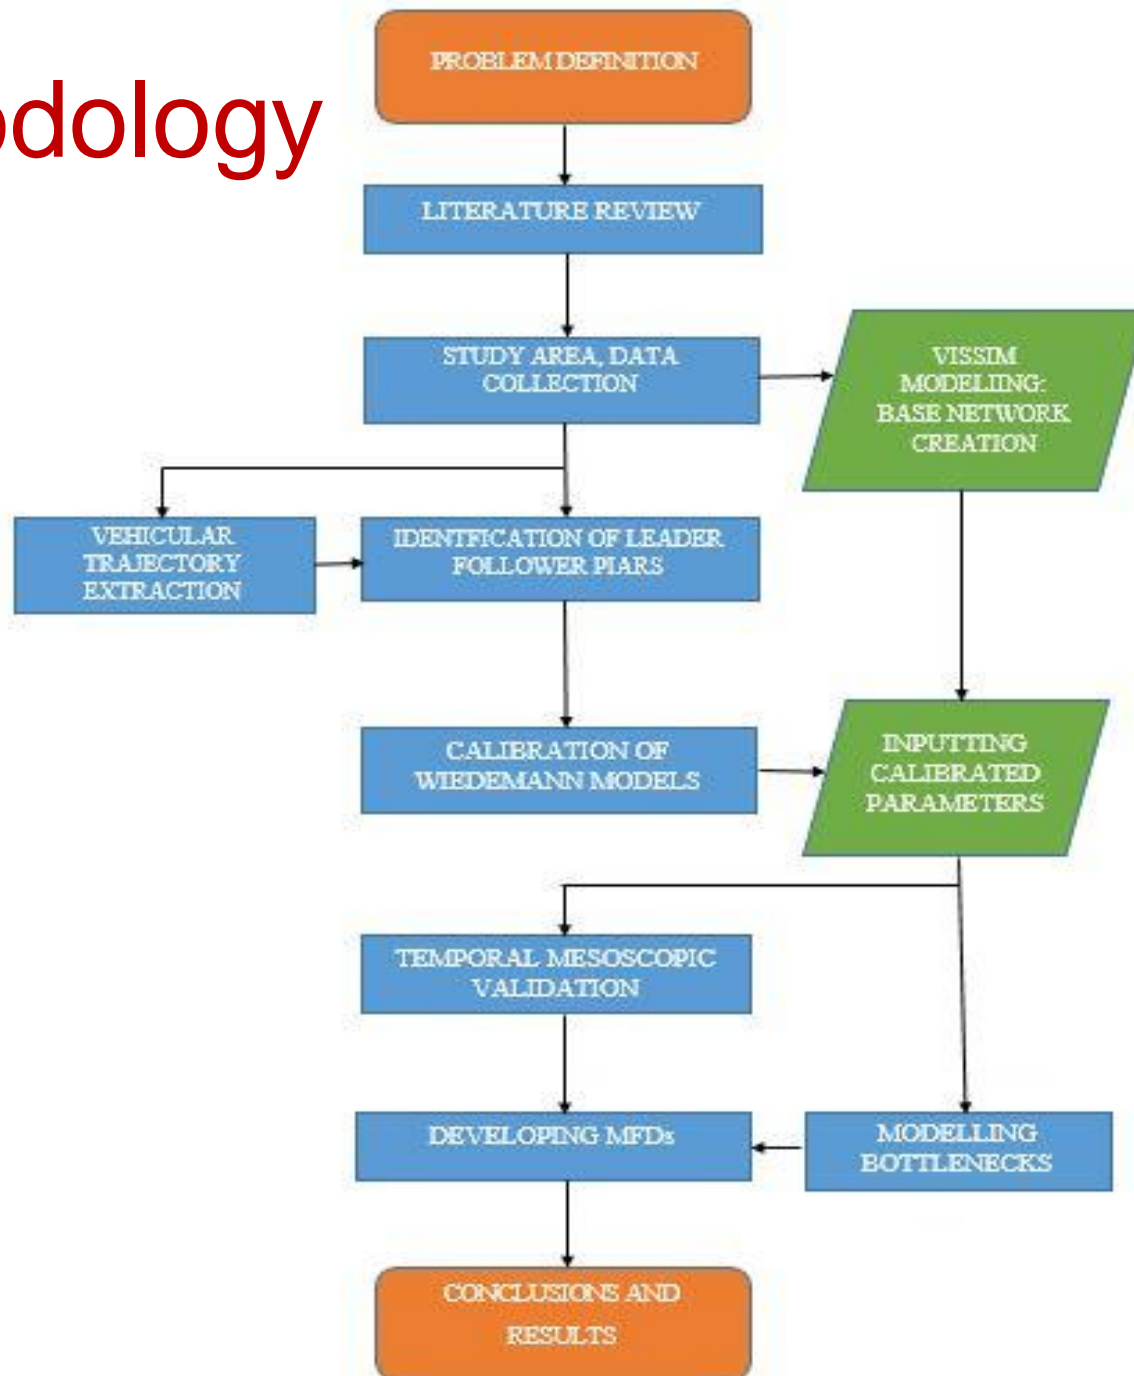 PROBLEM DEFINITION
odology
LITERATURE REVIEW
STUDY AREA, DATA
COLLECTION
VISSIM
MODELIING:
BASE NETWORK
CREATION
VEHICULAR
TRAJECTORY
EXTRACTION
IDENTFICATION OF LEADER
FOLLOWER PIARS
CALIBRATION OF
WIEDEMANN MODELS
INPUTTING
CALIBRATED
PARAMETERS
TEMPORAL MESOSCOPIC
VALIDATION
DEVELOPING MFDs
MODELLING
BOTTLENECKS
CONCLUSIONS AND
RESULTS